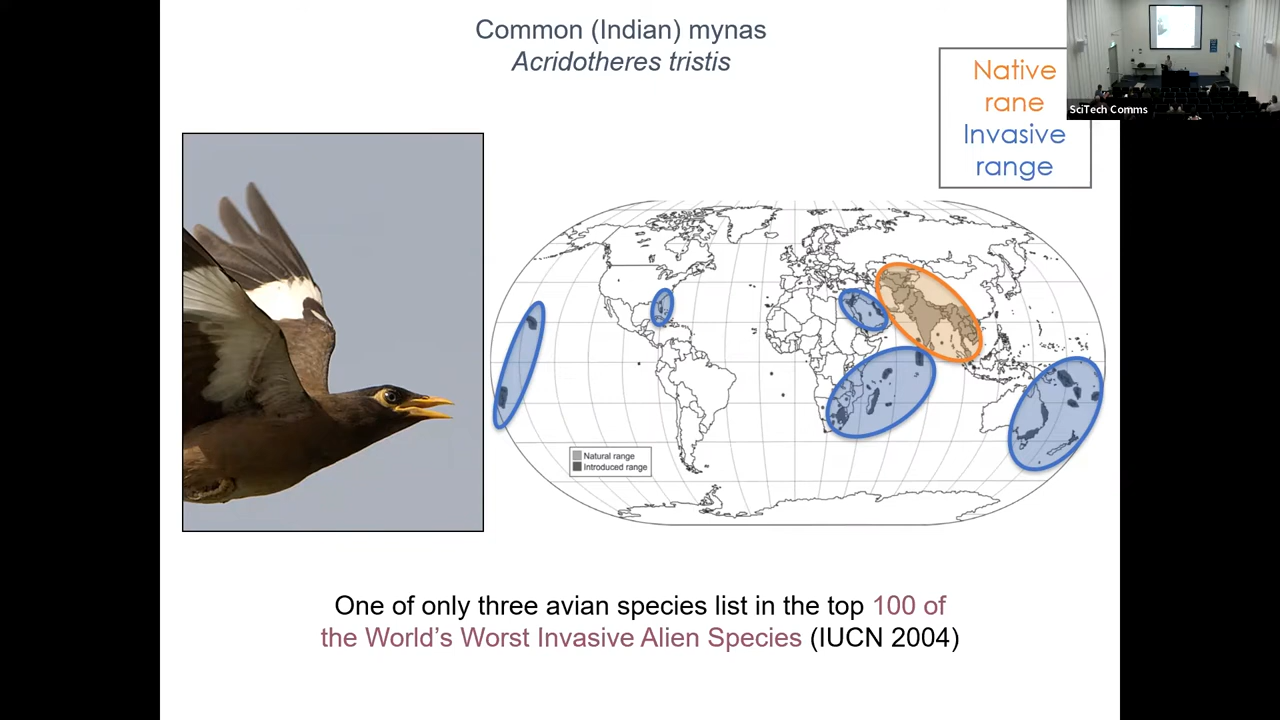 Common (Indian) mynas
Acridotheres tristis
Native
rane
Invasive
range
SciTech Comms
Natural range
Introduced range
One of only three avian species list in the top 100 of
the World's Worst Invasive Alien Species (IUCN 2004)